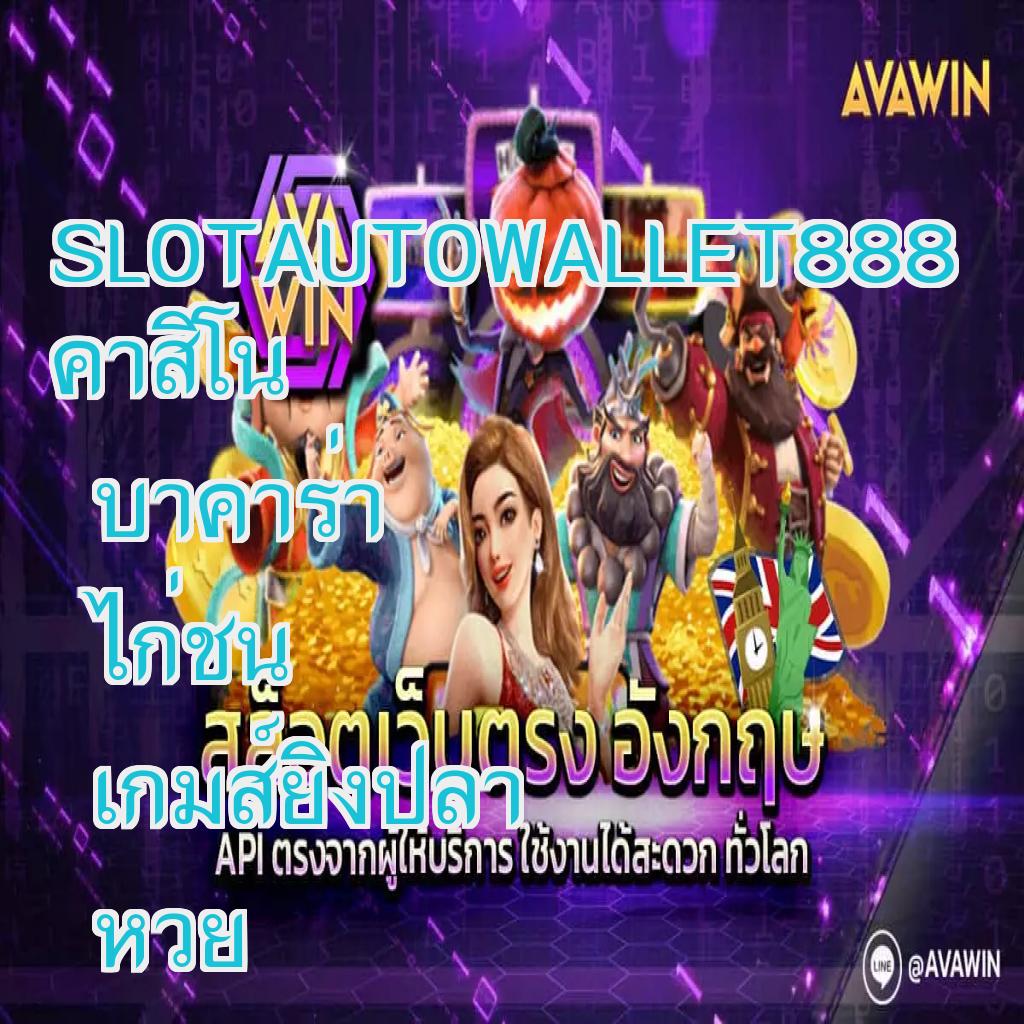 AVAWIN
AVA
WIN
SLOTAUTOWALLET888
คาสิโน
บาคาร่า
ไก่ชน
สล็อตเว็บตรง อังกฤษ
เกมส์ยิงปลา
API ตรงจากผู้ให้บริการ ใช้งานได้สะดวก ทั่วโลก
หวย
LINE @AVAWIN